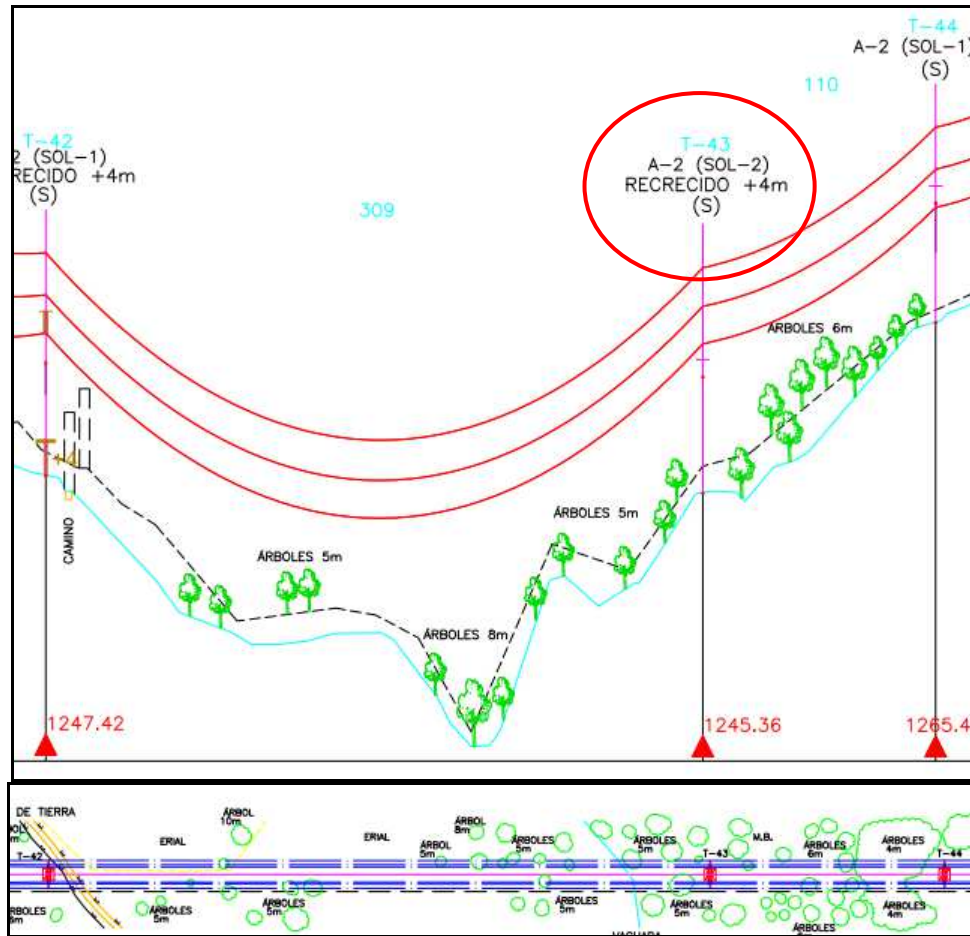 T-44
A-2 (SOL-1)
(S)
110
T-42
2 (SOL-1)
RECIDO +4m
(S)
T-43
A-2 (SOL-2)
RECRECIDO +4m
(S)
309
ÁRBOLES 6m
+4
CAMINO
ÁRBOLES 5m
ÁRBOLES 5m
ÁRBOLES 8m
1247.42
1245.36
1265.4
DE TIERRA
ÁRBOL
10m
ERIAL
ERIAL
ÁRBOL
8m
ÁRBOL
5m
ÁRBOLES
5m
ÁRBOLES
5m
M.B.
ÁRBOLES
6m
ÁRBOLES
4m
T-42
T-43
T-44
ÁRBOLES
5m
ÁRBOLES
5m
ÁRBOLES
5m
ÁRBOLES
5m
ÁRBOLES
4m
ÁRBOLES